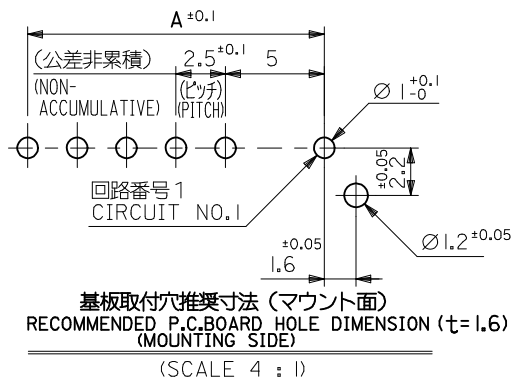 A ±0.1
(公差非累積) 2.5 ±0.1 5
(NON-ACCUMULATIVE)
(ピッチ)
(PITCH)
Ø 1 +0.1 -0
回路番号1
CIRCUIT NO.1
±0.05
2.2
Ø1.2 ±0.05
±0.05
1.6
基板取付穴推奨寸法 (マウント面)
RECOMMENDED P.C.BOARD HOLE DIMENSION (t=1.6)
(MOUNTING SIDE)
(SCALE 4 : 1)